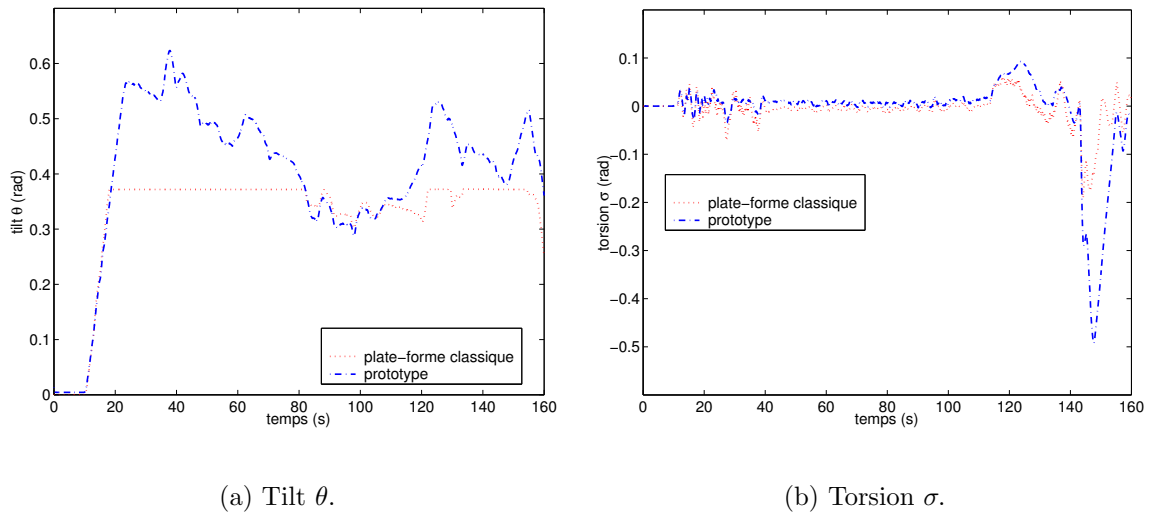 0.6
0.5
0.4
0.3
0.2
0.1
0
tilt θ (rad)
0 20 40 60 80 100 120 140 160
temps (s)
plate−forme classique
prototype
(a) Tilt θ.
0.1
0
−0.1
−0.2
−0.3
−0.4
−0.5
torsion σ (rad)
0 20 40 60 80 100 120 140 160
temps (s)
plate−forme classique
prototype
(b) Torsion σ.